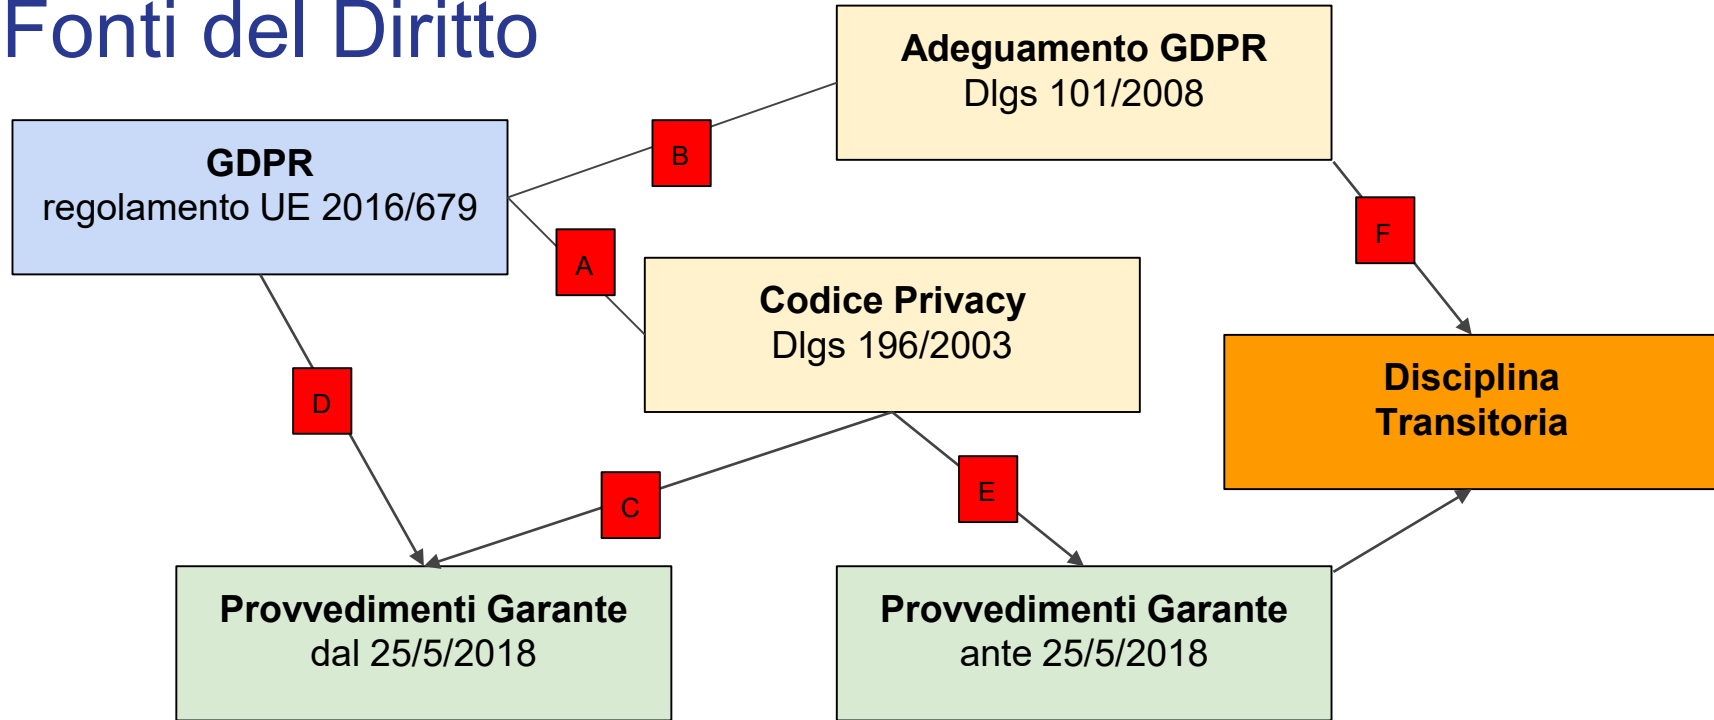 Fonti del Diritto
Adeguamento GDPR
Dlgs 101/2008
GDPR
regolamento UE 2016/679
B
A
F
Codice Privacy
Dlgs 196/2003
Disciplina
Transitoria
D
C
E
Provvedimenti Garante
dal 25/5/2018
Provvedimenti Garante
ante 25/5/2018